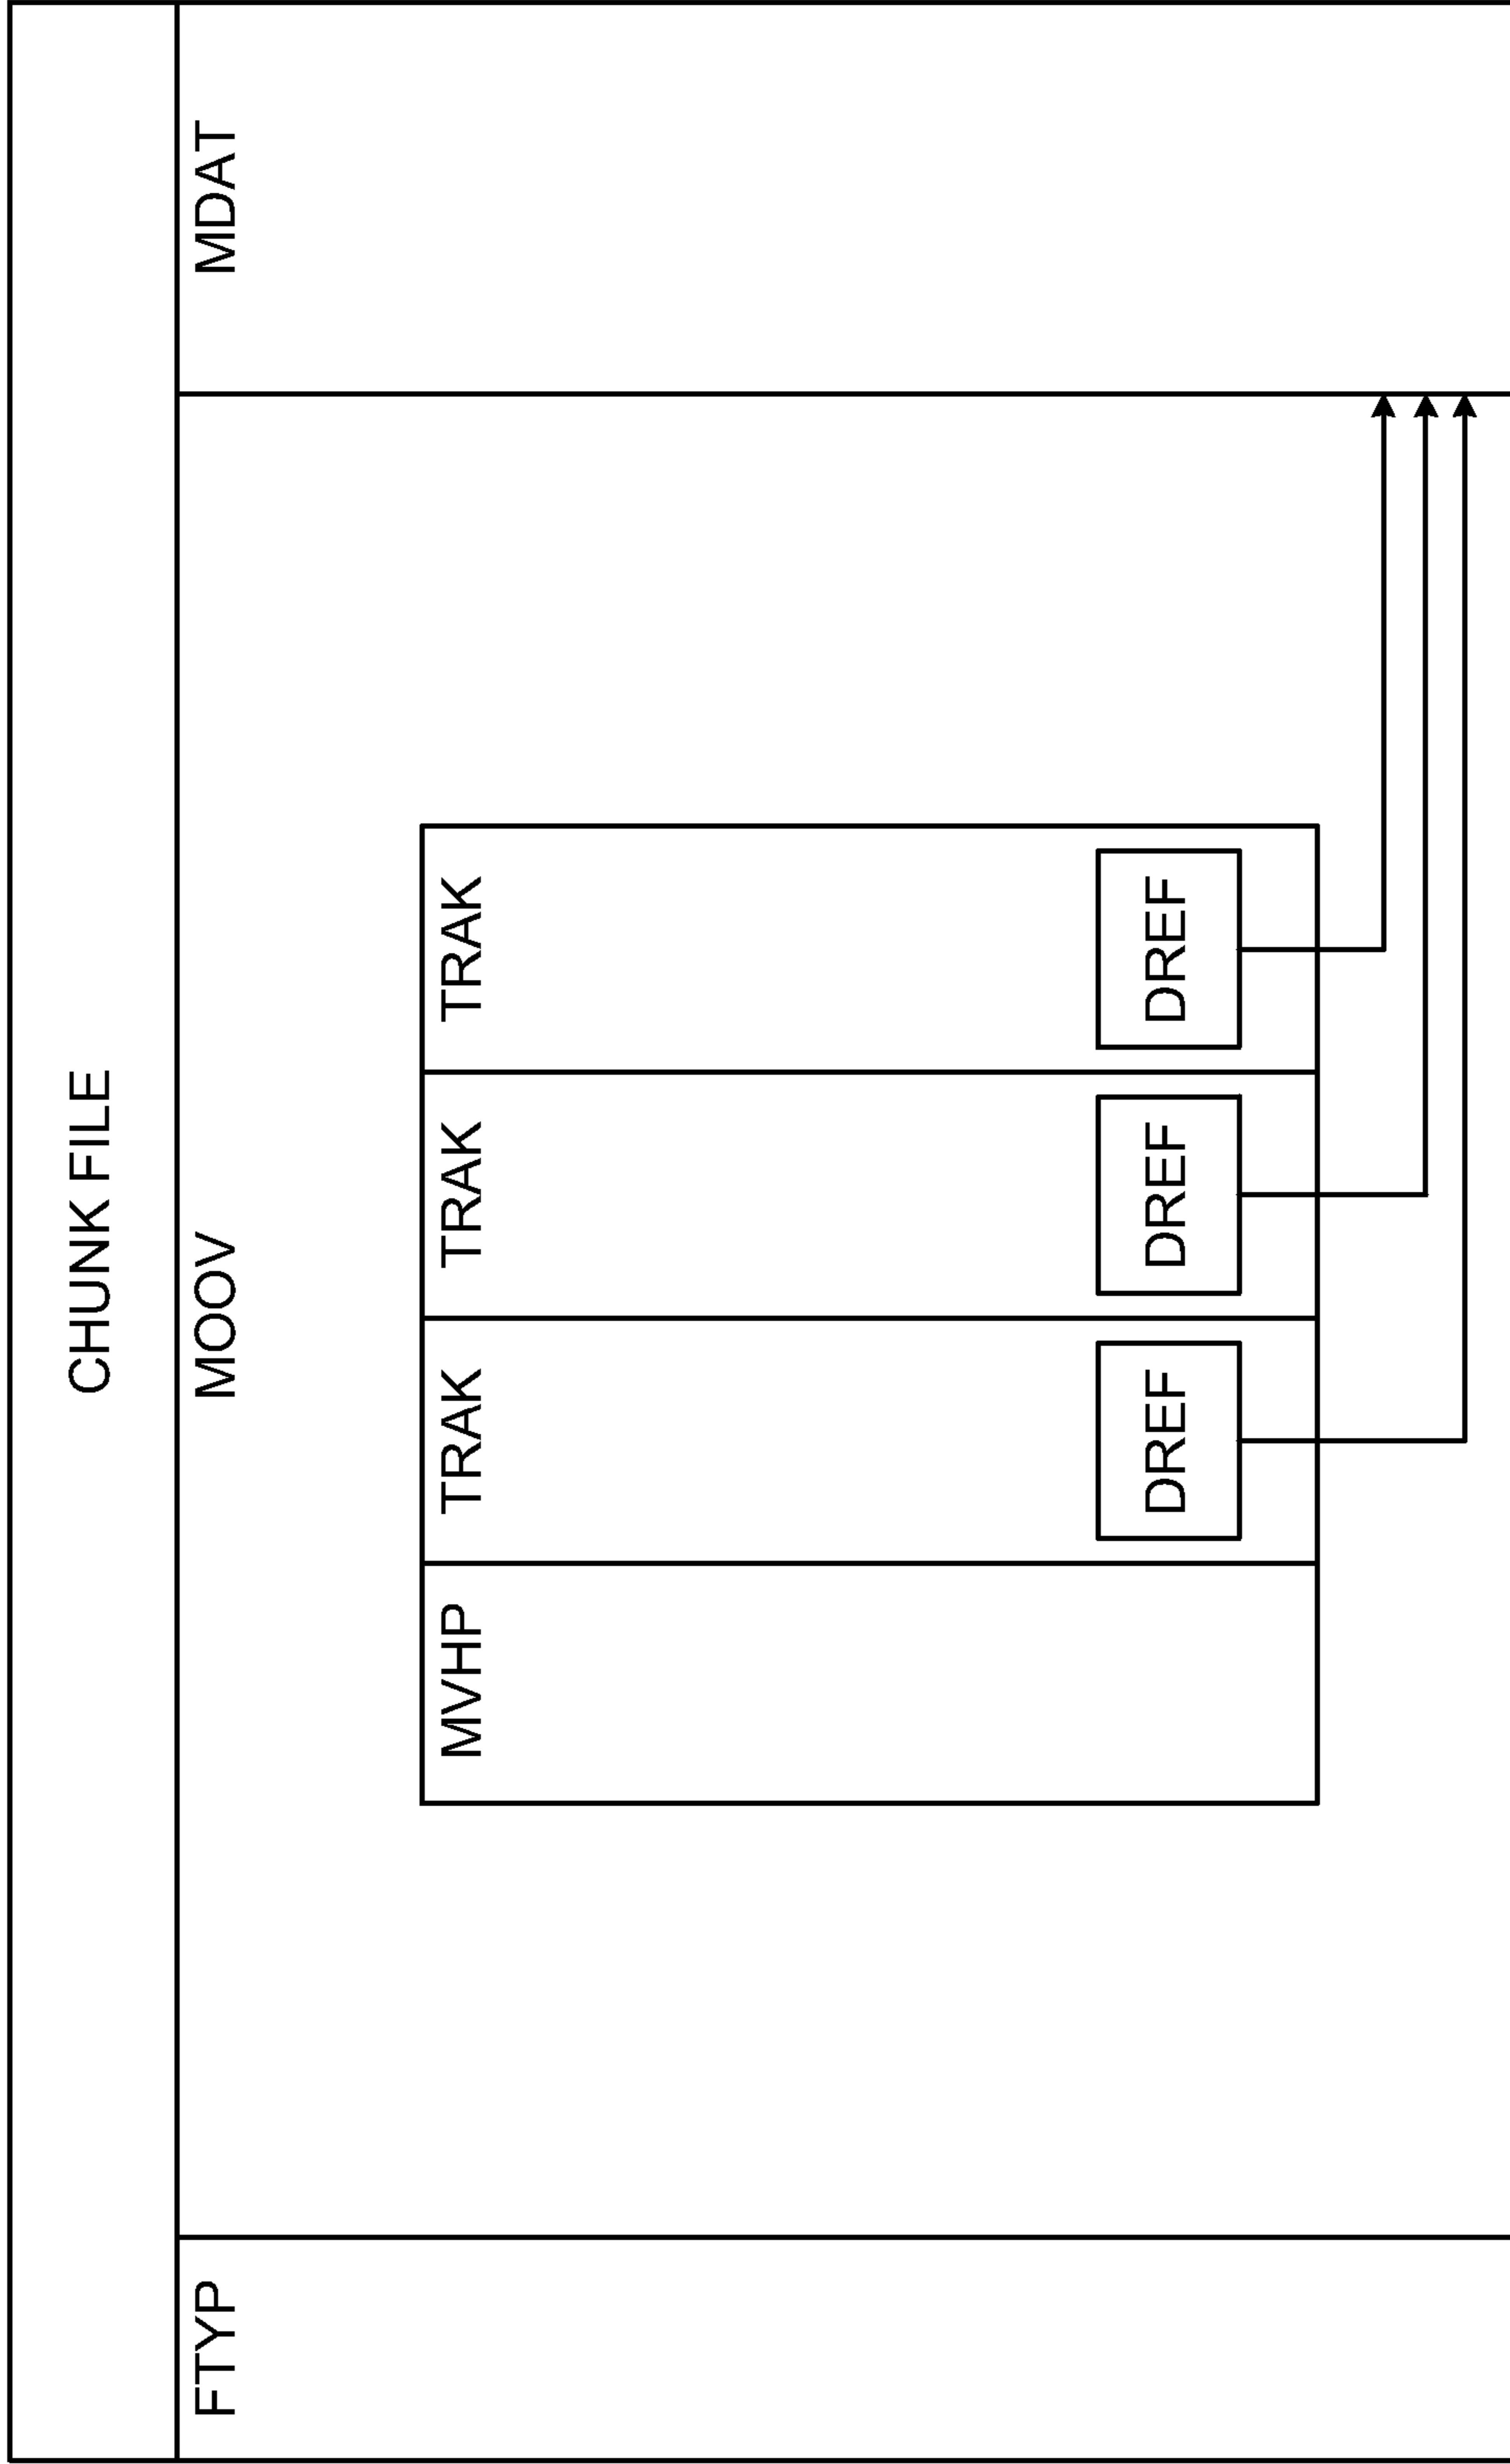 CHUNK FILE
FTYP
MOOV
MDAT
MVHP
TRAK
TRAK
TRAK
DREF
DREF
DREF